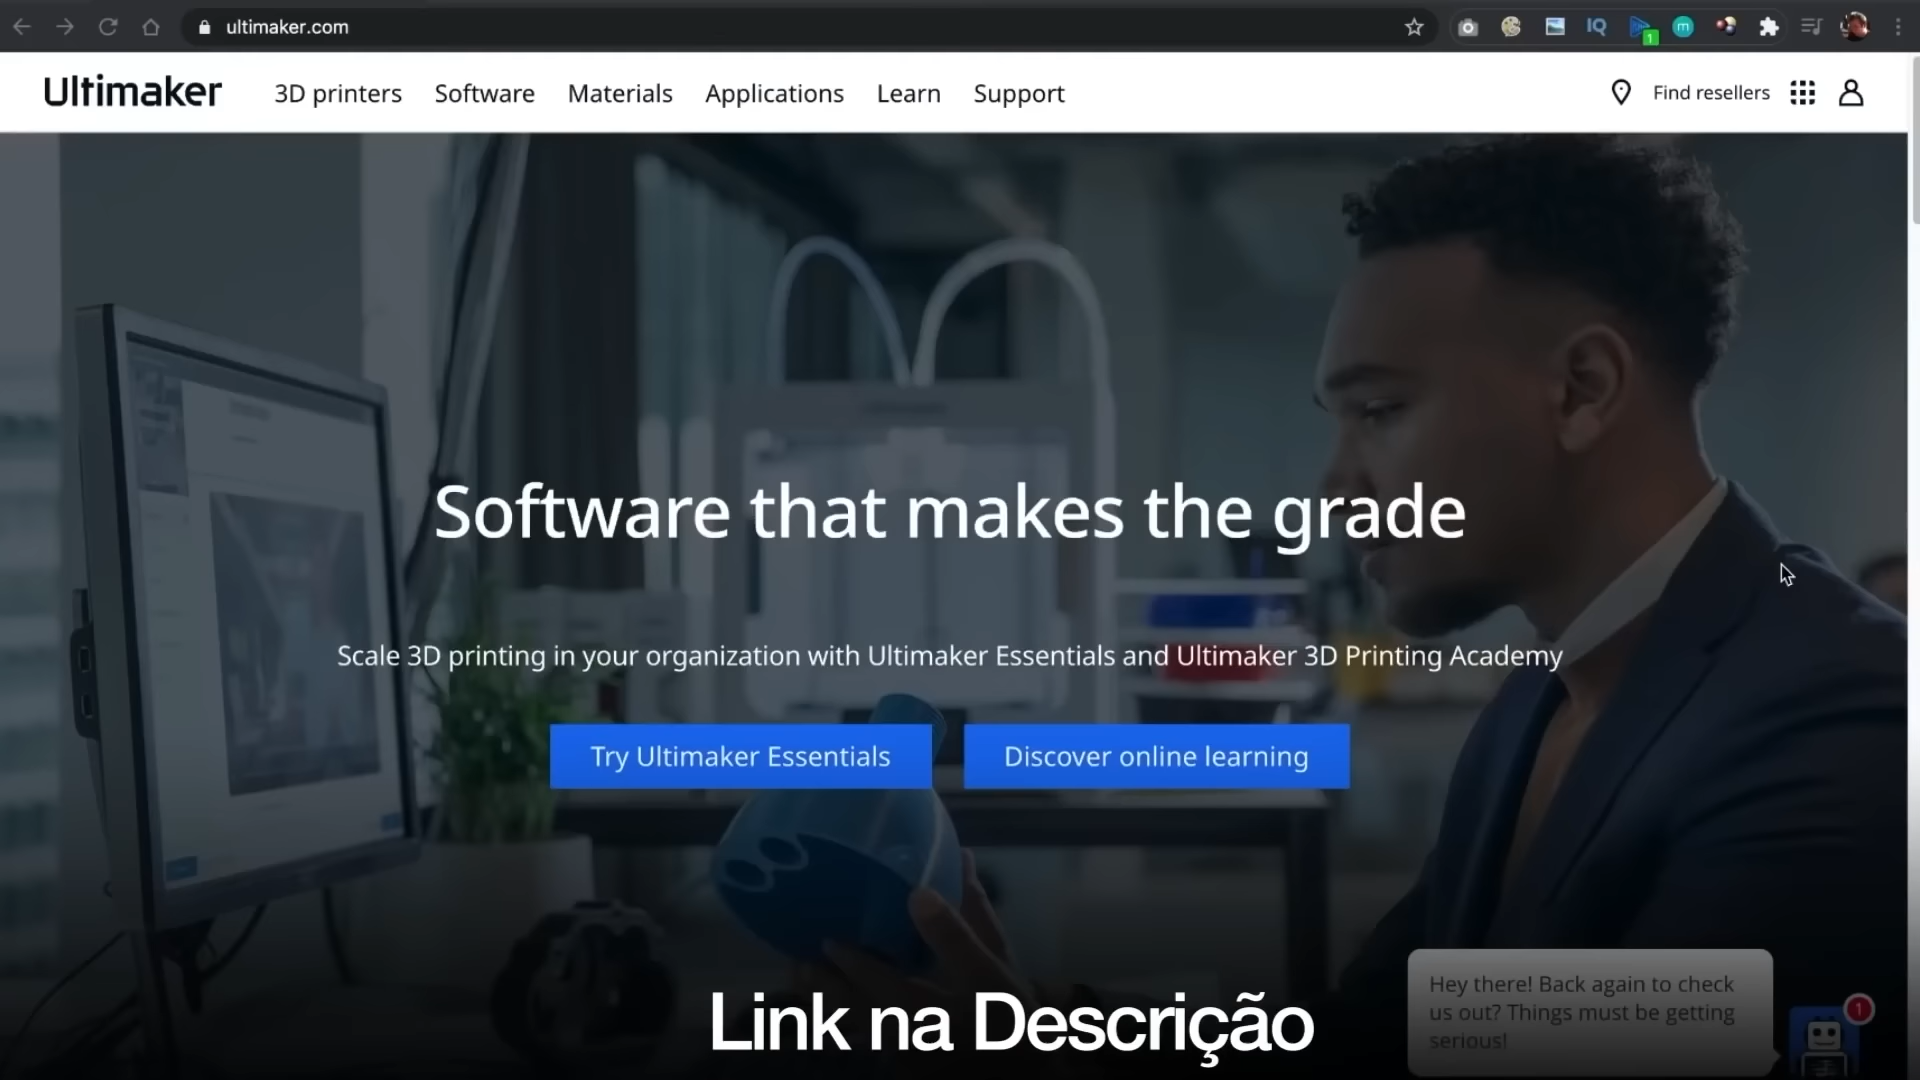 ultimaker.com
IQ
1
m
Ultimaker
3D printers
Software
Materials
Applications
Learn
Support
Find resellers
Software that makes the grade
Scale 3D printing in your organization with Ultimaker Essentials and Ultimaker 3D Printing Academy
Try Ultimaker Essentials
Discover online learning
Link na Descrição
Hey there! Back again to check
us out? Things must be getting
serious!
1